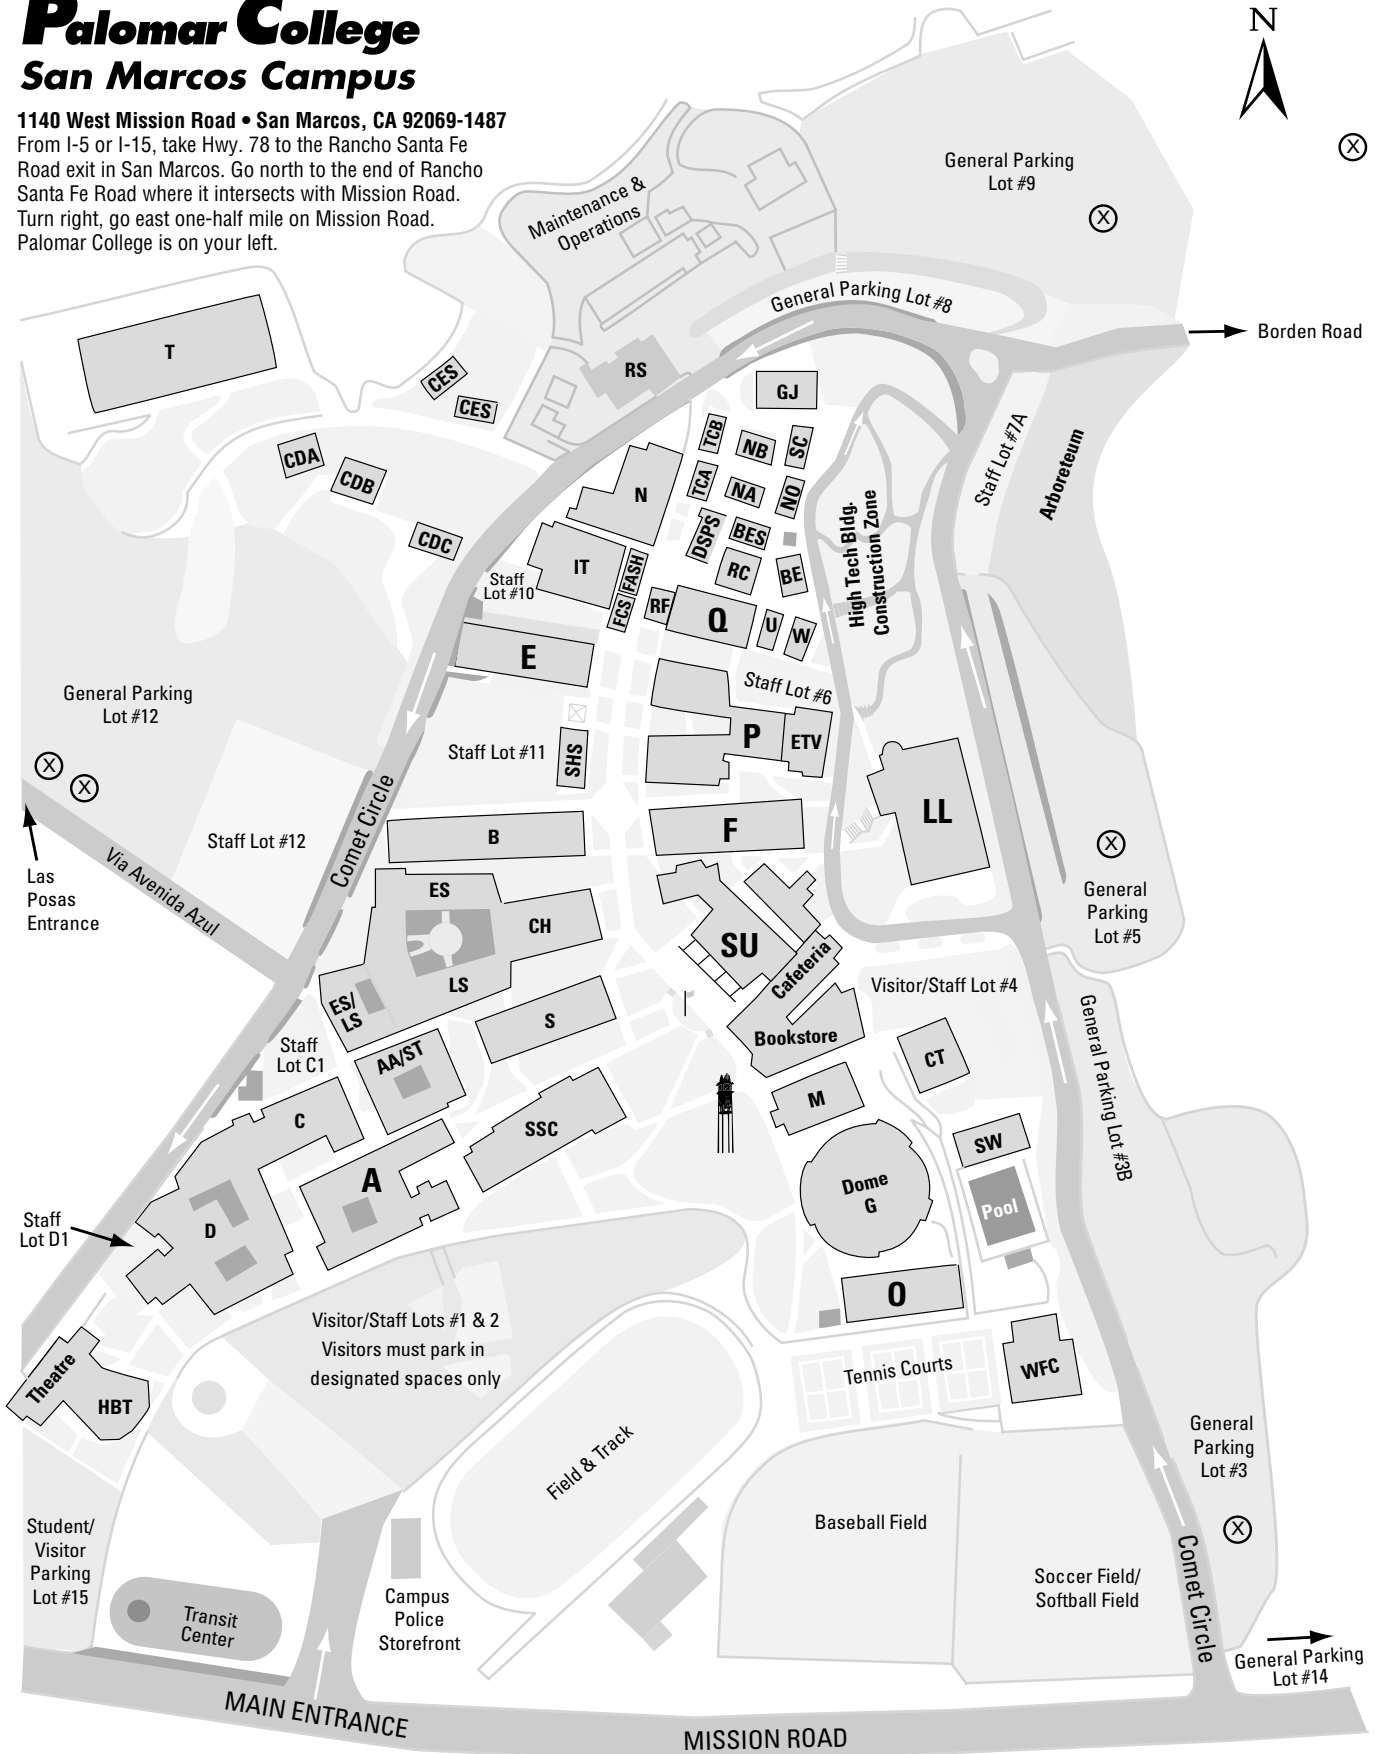 Palomar College
San Marcos Campus
1140 West Mission Road • San Marcos, CA 92069-1487
From I-5 or I-15, take Hwy. 78 to the Rancho Santa Fe
Road exit in San Marcos. Go north to the end of Rancho
Santa Fe Road where it intersects with Mission Road.
Turn right, go east one-half mile on Mission Road.
Palomar College is on your left.
N
X
General Parking
Lot #9
X
Maintenance &
Operations
General Parking Lot #8
Borden Road
T
RS
CES
CES
GJ
CDA
CDB
CDC
TCB
NB
SC
TCA
NA
NO
N
DSPS
BES
RC
BE
IT
FASH
FCS
RF
Q
U
W
Staff
Lot #10
E
Staff Lot #7A
Arboreteum
High Tech Bldg.
Construction Zone
Staff Lot #6
General Parking
Lot #12
X
X
Staff Lot #11
SHS
P
ETV
LL
Staff Lot #12
Comet Circle
Via Avenida Azul
Las
Posas
Entrance
B
F
X
General
Parking
Lot #5
ES
CH
LS
ES/
LS
SU
Cafeteria
Bookstore
Visitor/Staff Lot #4
S
Staff
Lot C1
AA/ST
CT
General Parking Lot #3B
C
SSC
M
SW
A
Dome
G
Pool
Staff
Lot D1
D
O
Visitor/Staff Lots #1 & 2
Visitors must park in
designated spaces only
Theatre
HBT
Tennis Courts
WFC
Field & Track
General
Parking
Lot #3
X
Student/
Visitor
Parking
Lot #15
Baseball Field
Soccer Field/
Softball Field
Transit
Center
Campus
Police
Storefront
Comet Circle
General Parking
Lot #14
MAIN ENTRANCE
MISSION ROAD